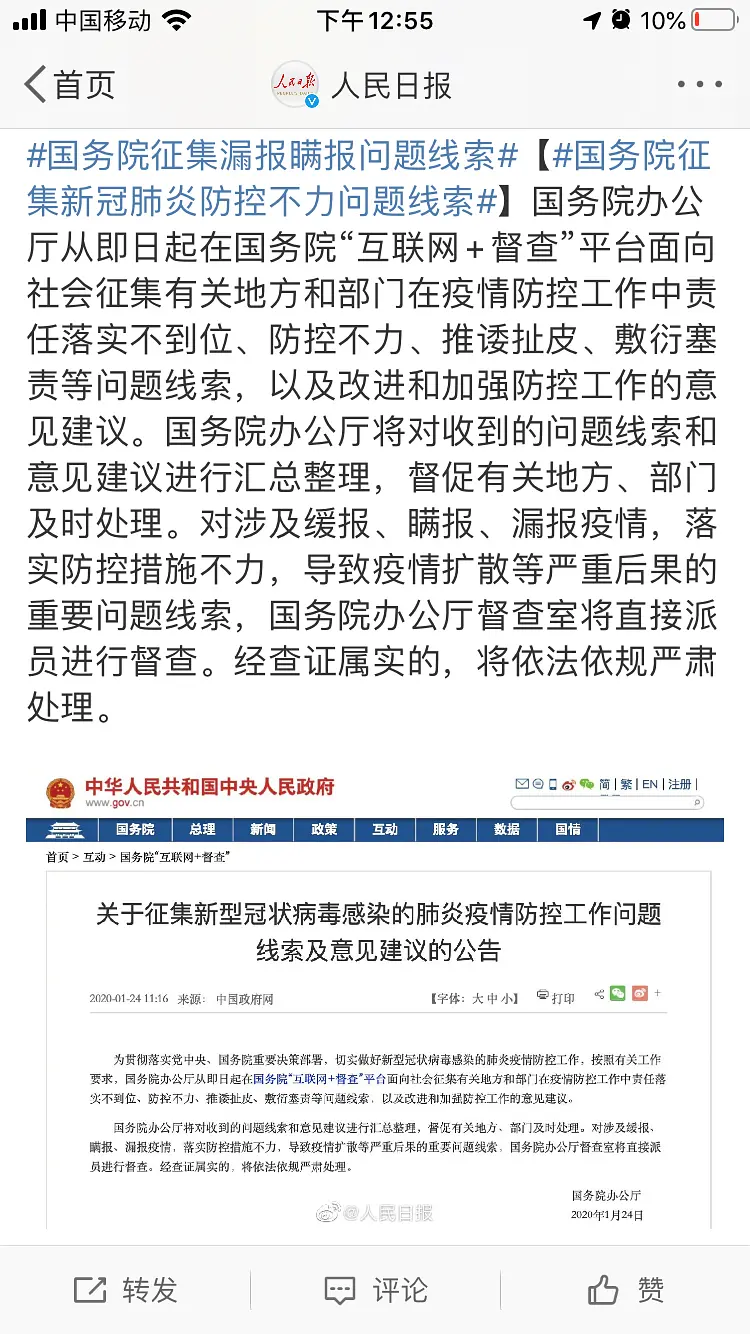 中国移动 下午12:55 10%
首页 人民日报
#国务院征集漏报瞒报问题线索#【#国务院征
集新冠肺炎防控不力问题线索#】国务院办公
厅从即日起在国务院“互联网+督查”平台面向
社会征集有关地方和部门在疫情防控工作中责
任落实不到位、防控不力、推诿扯皮、敷衍塞
责等问题线索，以及改进和加强防控工作的意
见建议。国务院办公厅将对收到的问题线索和
意见建议进行汇总整理，督促有关地方、部门
及时处理。对涉及缓报、瞒报、漏报疫情，落
实防控措施不力，导致疫情扩散等严重后果的
重要问题线索，国务院办公厅督查室将直接派
员进行督查。经查证属实的，将依法依规严肃
处理。
中华人民共和国中央人民政府
www.gov.cn
简 | 繁 | EN | 注册 |
国务院 总理 新闻 政策 互动 服务 数据 国情
首页 > 互动 > 国务院“互联网+督查”
关于征集新型冠状病毒感染的肺炎疫情防控工作问题
线索及意见建议的公告
2020-01-24 11:16 来源： 中国政府网 【字体：大 中 小】 打印
为贯彻落实党中央、国务院重要决策部署，切实做好新型冠状病毒感染的肺炎疫情防控工作，按照有关工作
要求，国务院办公厅从即日起在国务院“互联网+督查”平台面向社会征集有关地方和部门在疫情防控工作中责任落
实不到位、防控不力、推诿扯皮、敷衍塞责等问题线索，以及改进和加强防控工作的意见建议。
国务院办公厅将对收到的问题线索和意见建议进行汇总整理，督促有关地方、部门及时处理。对涉及缓报、
瞒报、漏报疫情，落实防控措施不力，导致疫情扩散等严重后果的重要问题线索，国务院办公厅督查室将直接派
员进行督查。经查证属实的，将依法依规严肃处理。
国务院办公厅
2020年1月24日
@人民日报
转发 评论 赞